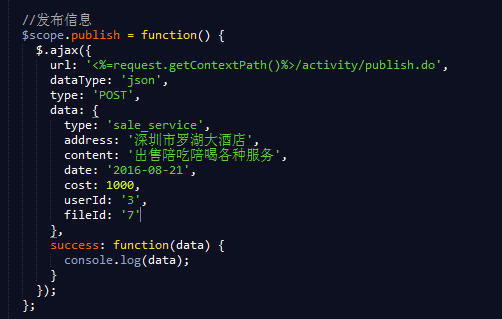 //发布信息
$scope.publish = function() {
$.ajax({
url: '<%=request.getContextPath()%>/activity/publish.do',
dataType: 'json',
type: 'POST',
data: {
type: 'sale_service',
address: '深圳市罗湖大酒店',
content: '出售陪吃陪喝各种服务',
date: '2016-08-21',
cost: 1000,
userId: '3',
fileId: '7'
},
success: function(data) {
console.log(data);
}
});
};